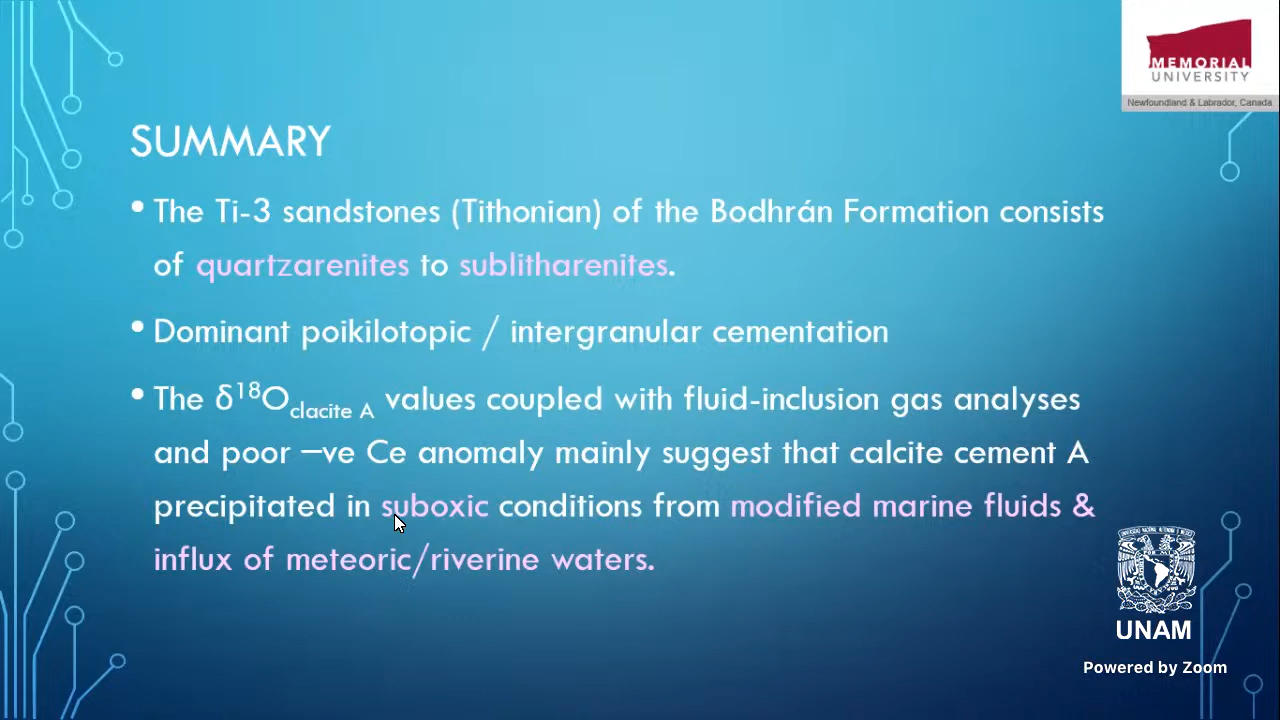 MEMORIAL
UNIVERSITY
Newfoundland & Labrador, Canada
SUMMARY
• The Ti-3 sandstones (Tithonian) of the Bodhrán Formation consists
of quartzarenites to sublitharenites.
• Dominant poikilotopic / intergranular cementation
• The δ¹⁸O clacite A values coupled with fluid-inclusion gas analyses
and poor –ve Ce anomaly mainly suggest that calcite cement A
precipitated in suboxic conditions from modified marine fluids &
influx of meteoric/riverine waters.
UNAM
Powered by Zoom